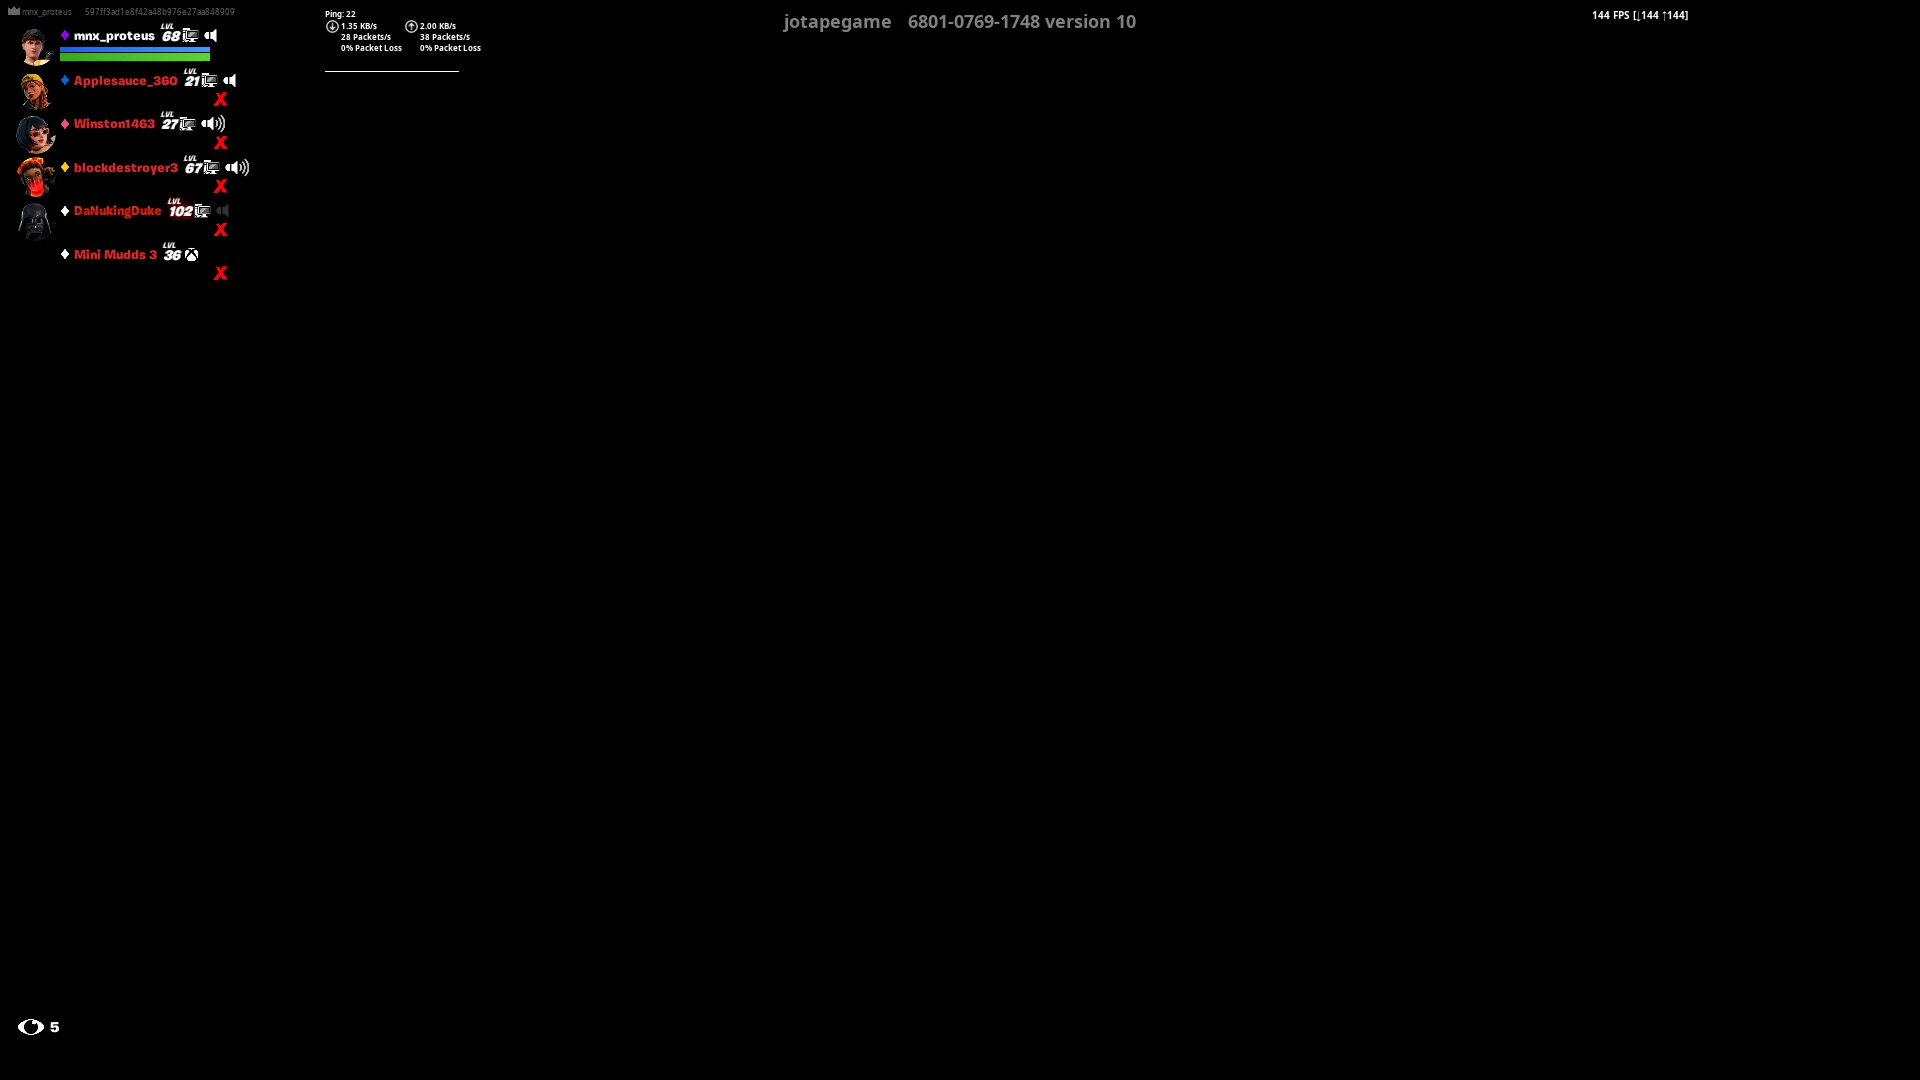 mnx_proteus 597ff3ad1e8f42a48b976e27aa848909
mnx_proteus LVL 68
Applesauce_360 LVL 21
X
Winston1463 LVL 27
X
blockdestroyer3 LVL 67
X
DaNukingDuke LVL 102
X
Mini Mudds 3 LVL 36
X
Ping: 22
1.35 KB/s 2.00 KB/s
28 Packets/s 38 Packets/s
0% Packet Loss 0% Packet Loss
jotapegame 6801-0769-1748 version 10
144 FPS [↓144 ↑144]
5